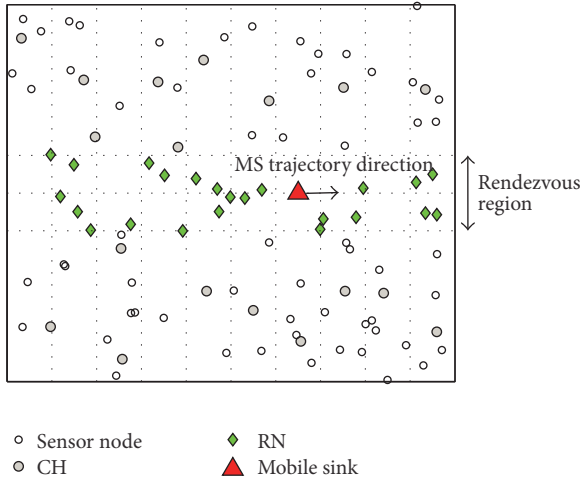 MS trajectory direction
Rendezvous
region
Sensor node
RN
CH
Mobile sink